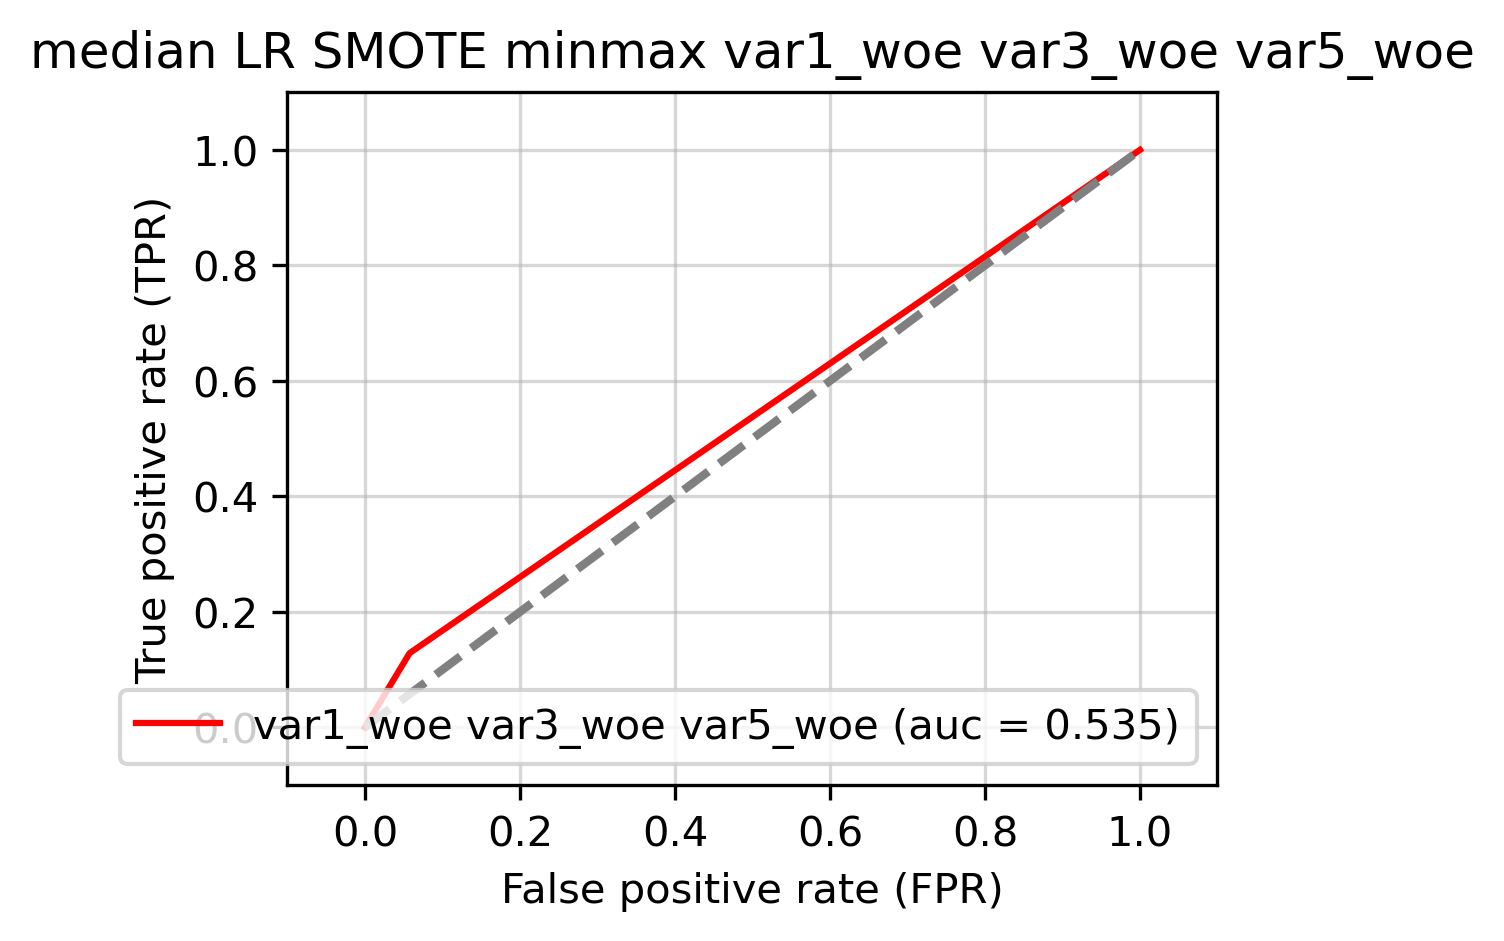 median LR SMOTE minmax var1_woe var3_woe var5_woe
True positive rate (TPR)
1.0
0.8
0.6
0.4
0.2
0.0
var1_woe var3_woe var5_woe (auc = 0.535)
0.0 0.2 0.4 0.6 0.8 1.0
False positive rate (FPR)